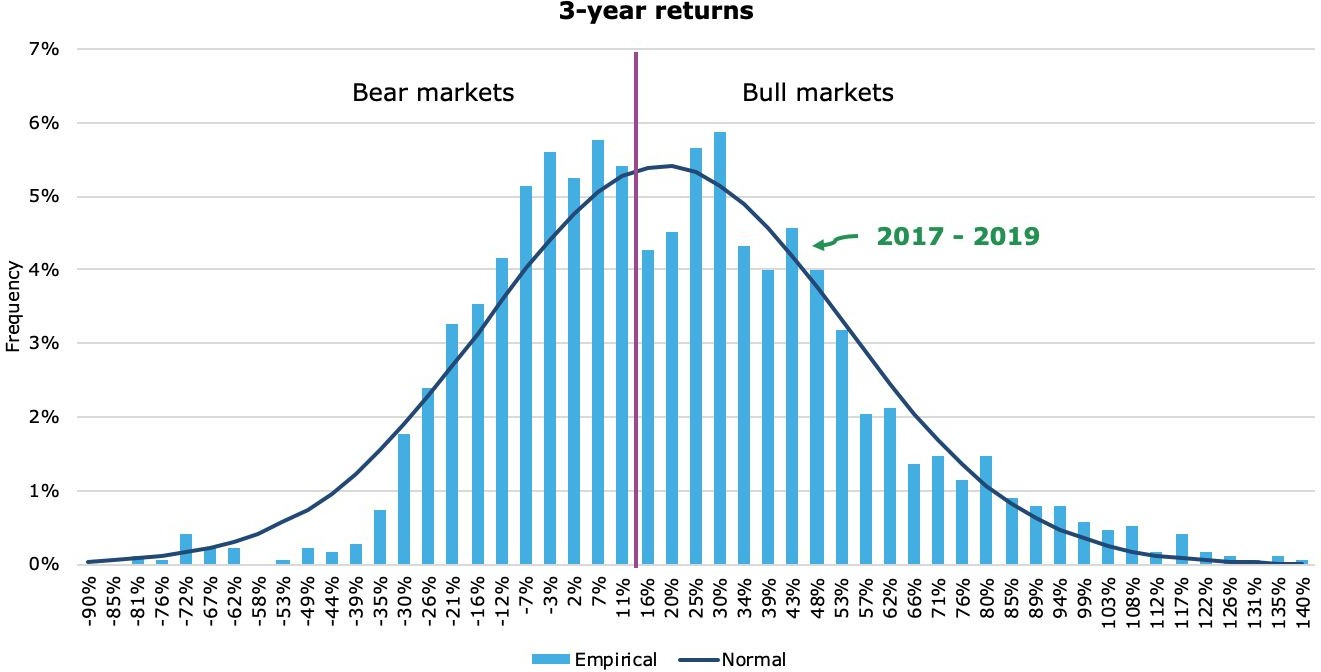 3-year returns
7%
Bear markets
Bull markets
6%
5%
2017 - 2019
4%
Frequency
3%
2%
1%
0%
-90% -85% -81% -76% -72% -67% -62% -58% -53% -49% -44% -39% -35% -30% -26% -21% -16% -12% -7% -3% 2% 7% 11% 16% 20% 25% 30% 34% 39% 43% 48% 53% 57% 62% 66% 71% 76% 80% 85% 89% 94% 99% 103% 108% 112% 117% 122% 126% 131% 135% 140%
Empirical Normal